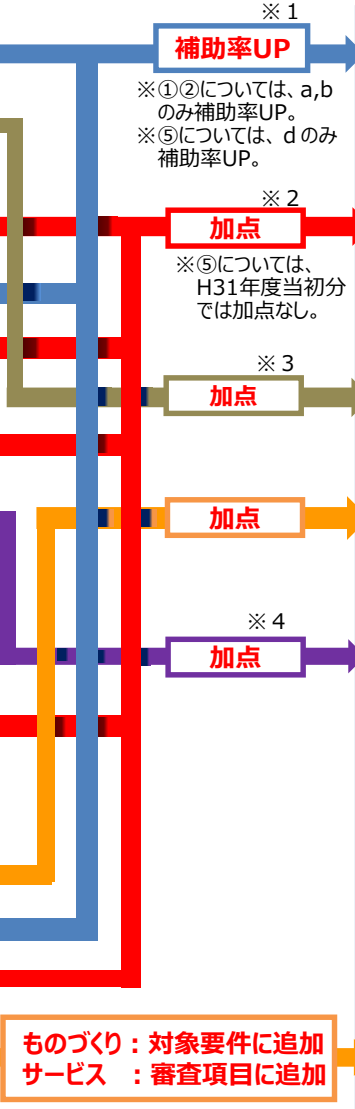 ※１
補助率UP
※①②については、a,b
のみ補助率UP。
※⑤については、dのみ
補助率UP。
※２
加点
※⑤については、
H31年度当初分
では加点なし。
※３
加点
加点
※４
加点
ものづくり：対象要件に追加
サービス　：審査項目に追加